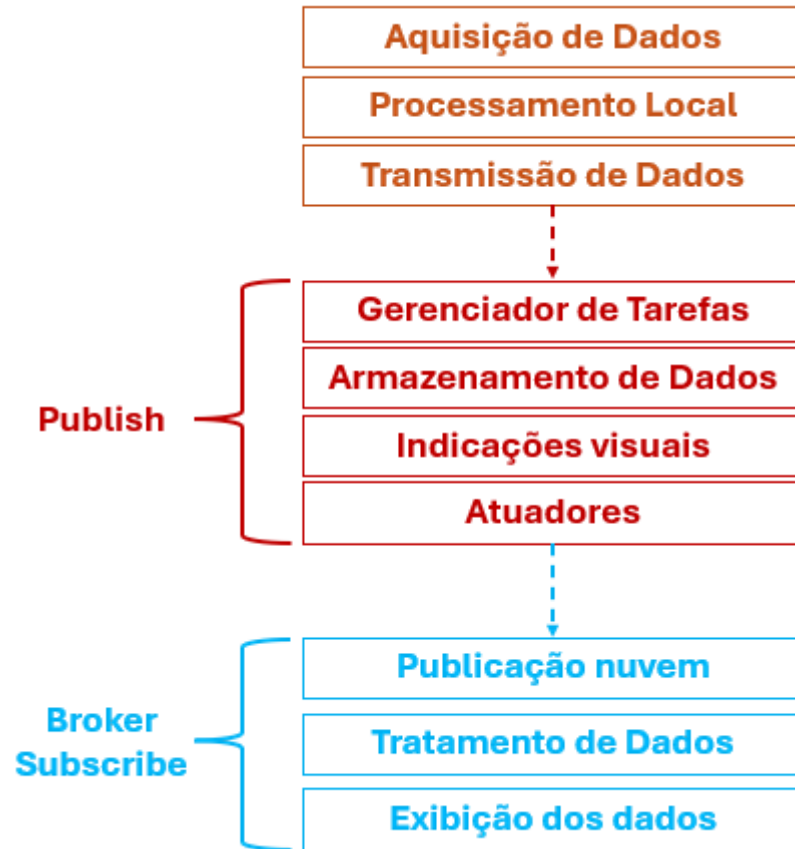 Aquisição de Dados
Processamento Local
Transmissão de Dados
Publish
Gerenciador de Tarefas
Armazenamento de Dados
Indicações visuais
Atuadores
Broker
Subscribe
Publicação nuvem
Tratamento de Dados
Exibição dos dados